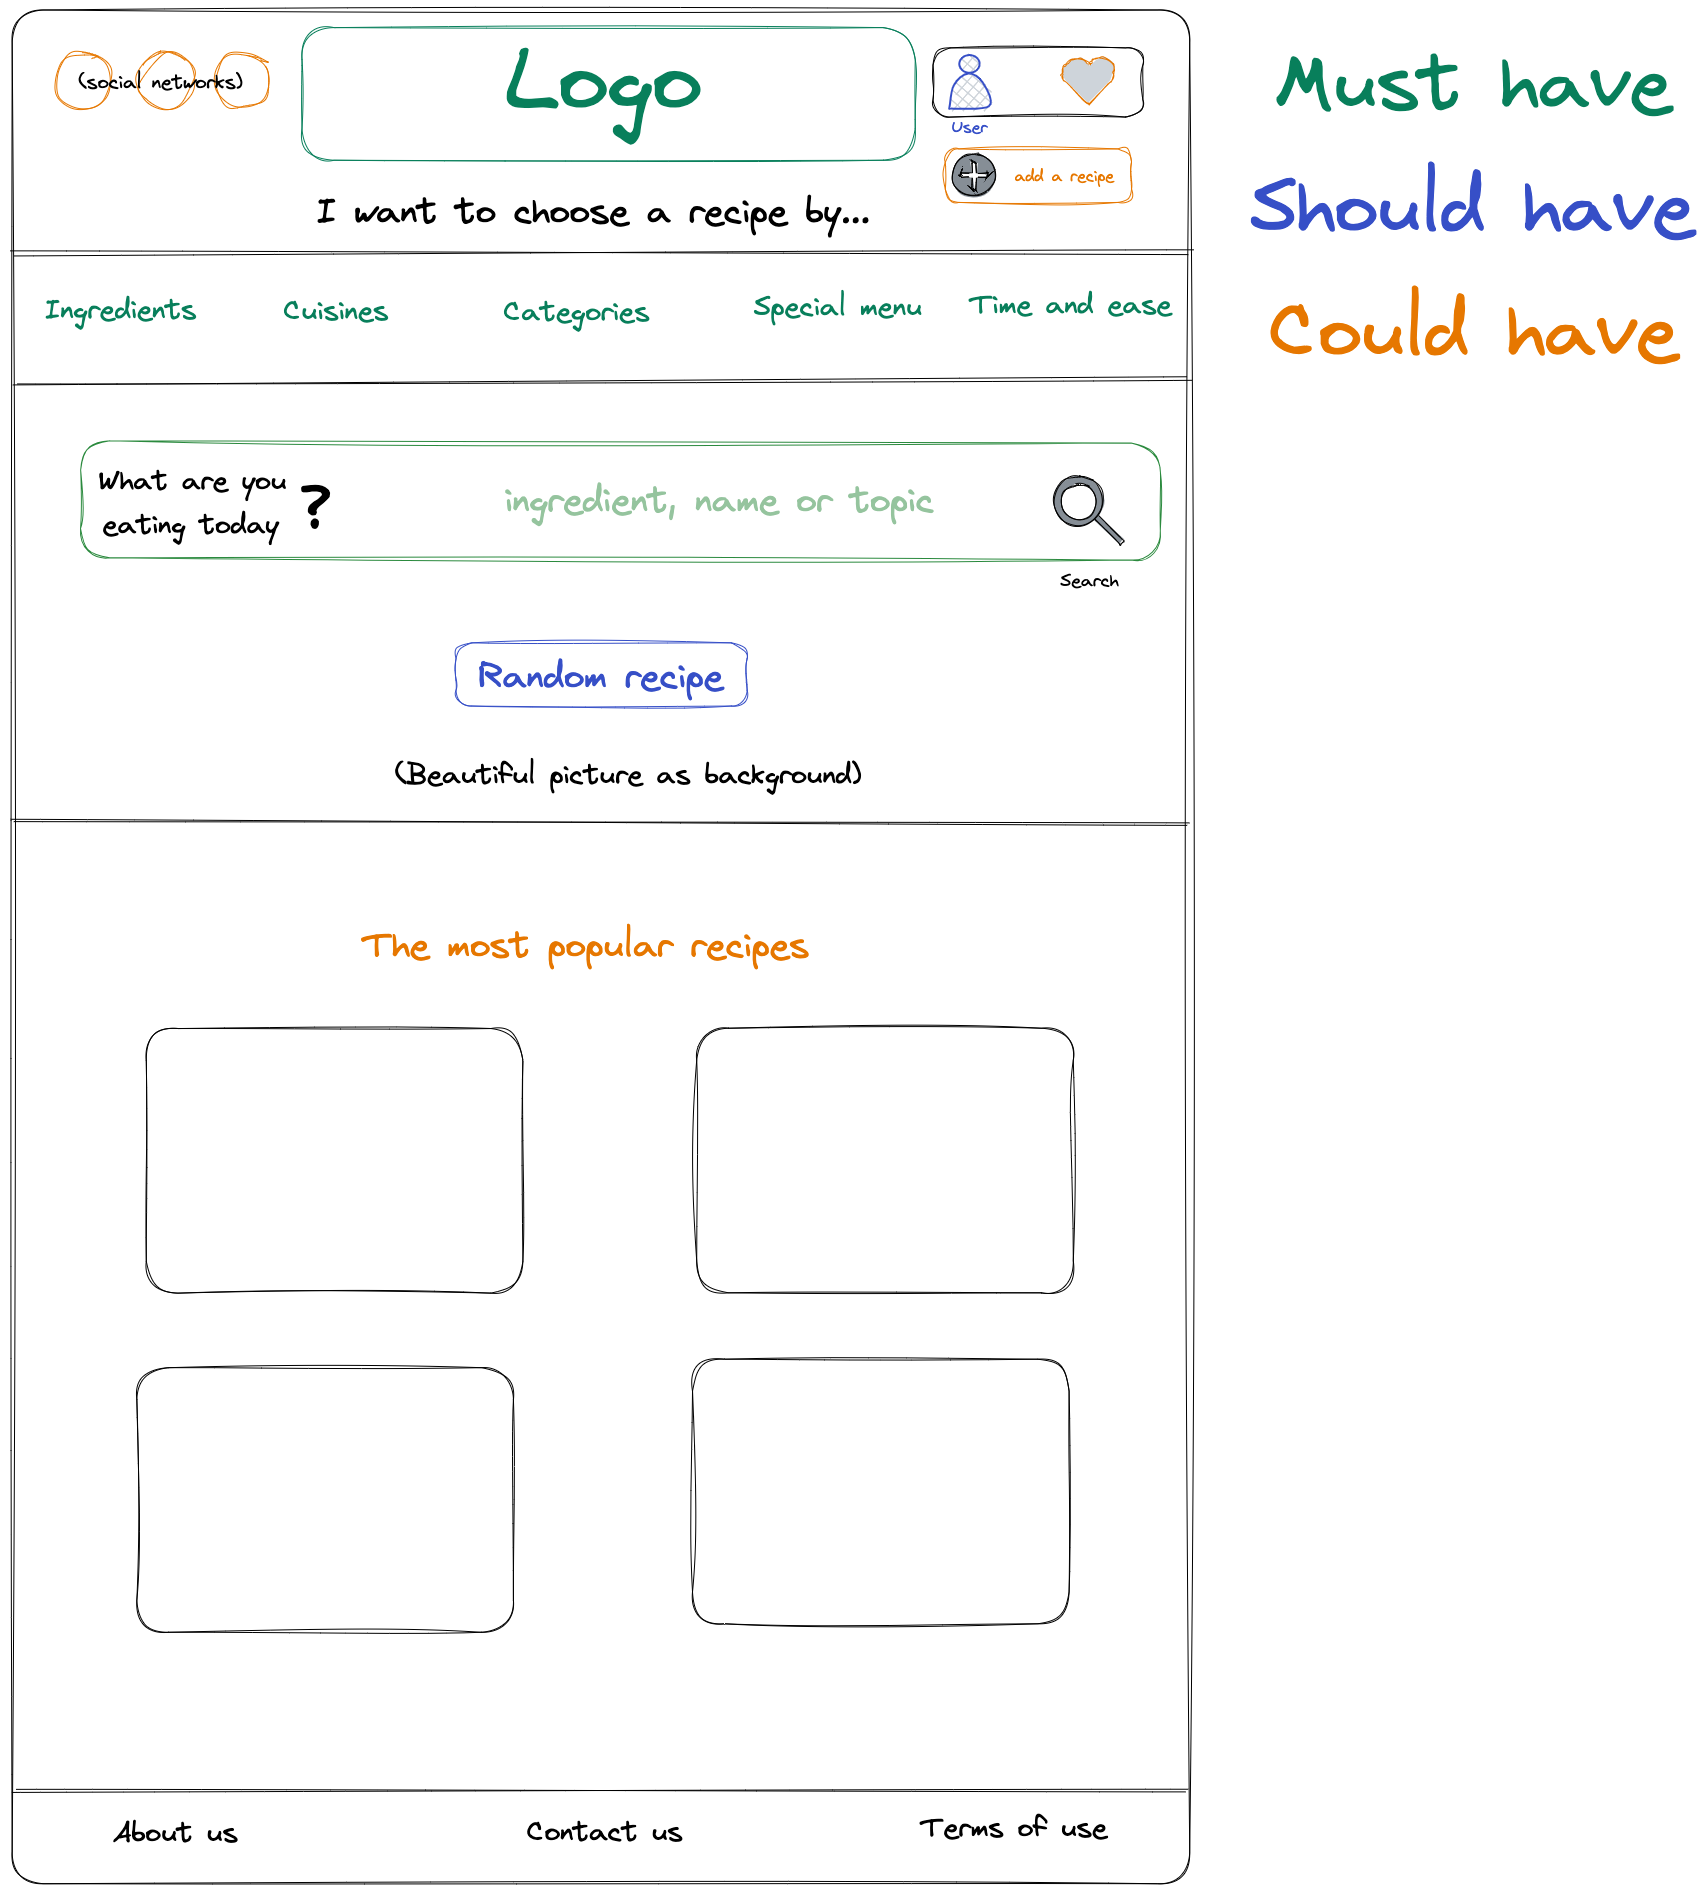 (social networks)
Logo
User
add a recipe
I want to choose a recipe by...
Ingredients
Cuisines
Categories
Special menu
Time and ease
What are you
eating today
?
ingredient, name or topic
Search
Random recipe
(Beautiful picture as background)
The most popular recipes
About us
Contact us
Terms of use
Must have
Should have
Could have